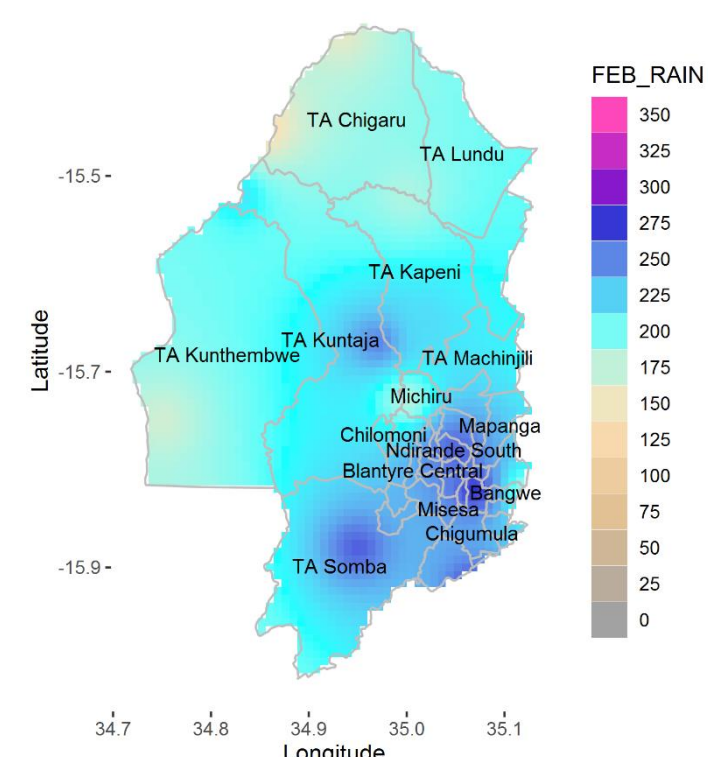 FEB_RAIN
350
325
300
275
250
225
200
175
150
125
100
75
50
25
0
Latitude
-15.5
-15.7
-15.9
TA Chigaru
TA Lundu
TA Kapeni
TA Kuntaja
TA Kunthembwe
TA Machinjili
Michiru
Mapanga
Chilomoni
Ndirande South
Blantyre Central
Bangwe
Misesa
Chigumula
TA Somba
34.7 34.8 34.9 35.0 35.1
Longitude